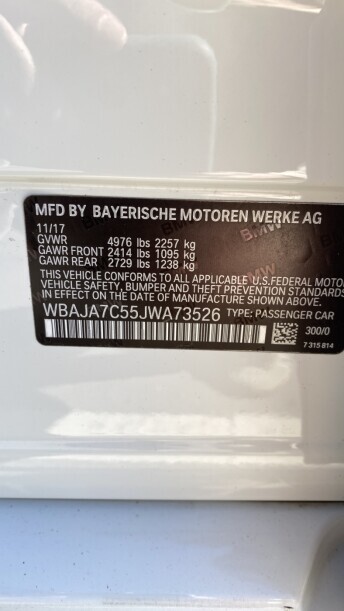 MFD BY BAYERISCHE MOTOREN WERKE AG
11/17
GVWR 4976 lbs 2257 kg
GAWR FRONT 2414 lbs 1095 kg
GAWR REAR 2729 lbs 1238 kg
THIS VEHICLE CONFORMS TO ALL APPLICABLE U.S. FEDERAL MOTOR
VEHICLE SAFETY, BUMPER AND THEFT PREVENTION STANDARDS IN
EFFECT ON THE DATE OF MANUFACTURE SHOWN ABOVE.
WBAJA7C55JWA73526 TYPE: PASSENGER CAR
300/0
7 315 814